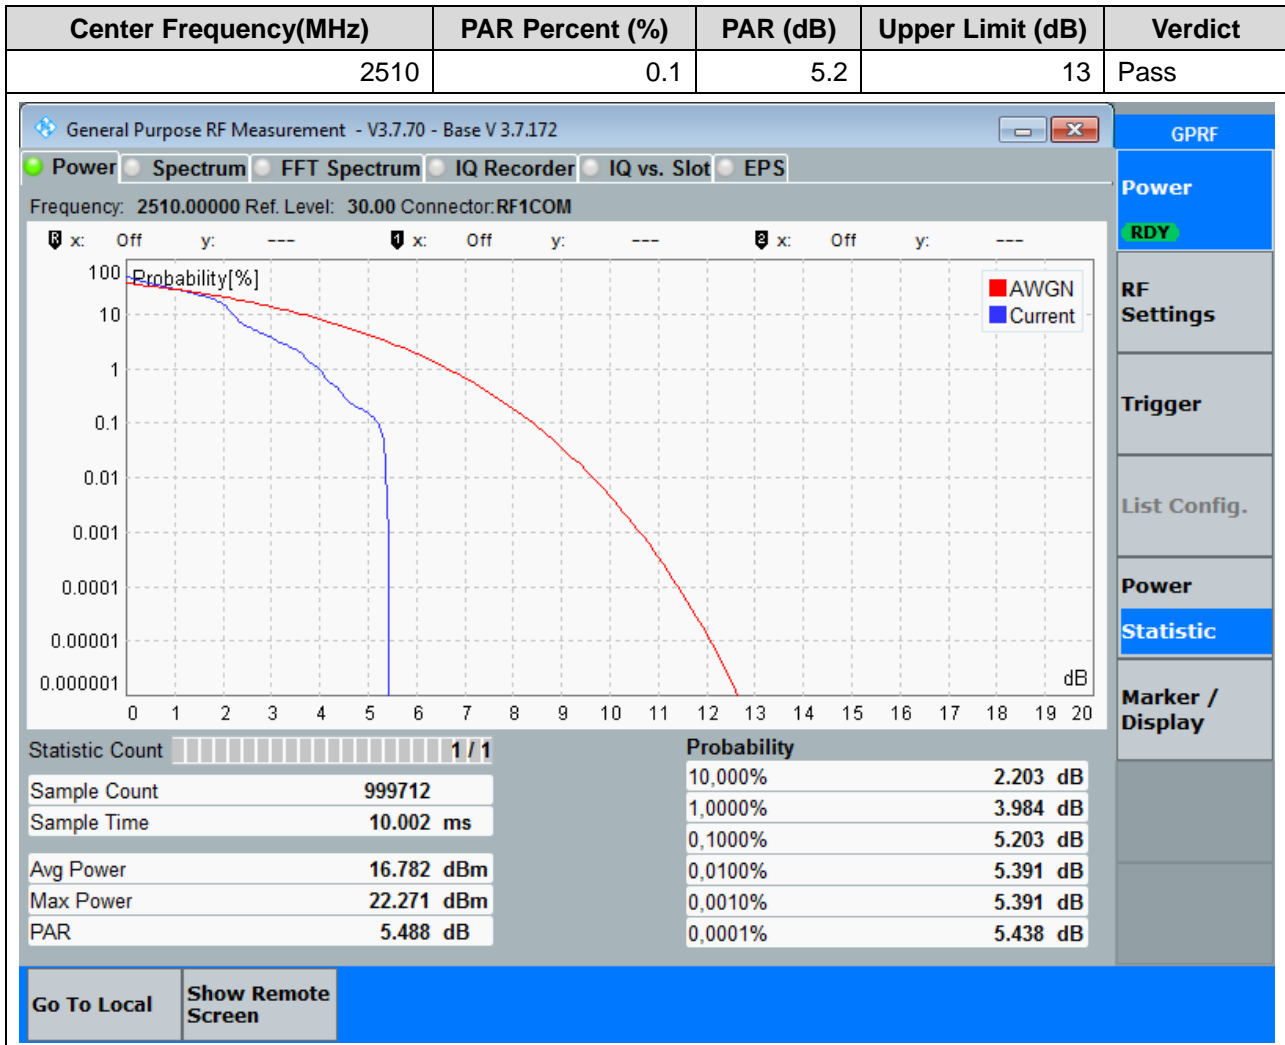 Center Frequency(MHz) PAR Percent (%) PAR (dB) Upper Limit (dB) Verdict
2510 0.1 5.2 13 Pass
General Purpose RF Measurement - V3.7.70 - Base V 3.7.172
GPRF
Power Spectrum FFT Spectrum IQ Recorder IQ vs. Slot EPS
Frequency: 2510.00000 Ref. Level: 30.00 Connector: RF1COM
R x: Off y: --- 1 x: Off y: --- 2 x: Off y: ---
Probability[%]
AWGN
Current
100
10
1
0.1
0.01
0.001
0.0001
0.00001
0.000001
dB
0 1 2 3 4 5 6 7 8 9 10 11 12 13 14 15 16 17 18 19 20
Statistic Count 1 / 1
Sample Count 999712
Sample Time 10.002 ms
Avg Power 16.782 dBm
Max Power 22.271 dBm
PAR 5.488 dB
Probability
10,000% 2.203 dB
1,0000% 3.984 dB
0,1000% 5.203 dB
0,0100% 5.391 dB
0,0010% 5.391 dB
0,0001% 5.438 dB
Power
RDY
RF
Settings
Trigger
List Config.
Power
Statistic
Marker /
Display
Go To Local
Show Remote
Screen